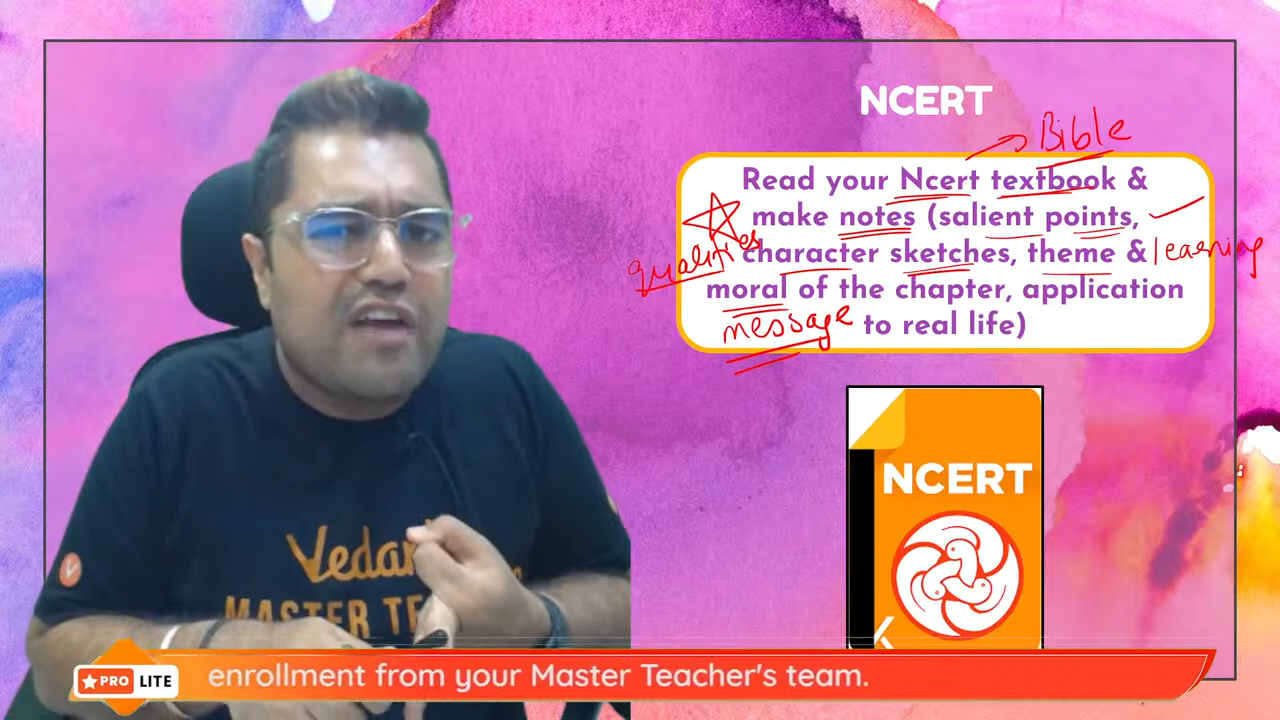 NCERT
Bible
Read your Ncert textbook &
make notes (salient points,
qualities
character sketches, theme &
learning
moral of the chapter, application
message
to real life)
NCERT
Vedan
MASTER TE
V
PRO LITE
enrollment from your Master Teacher's team.